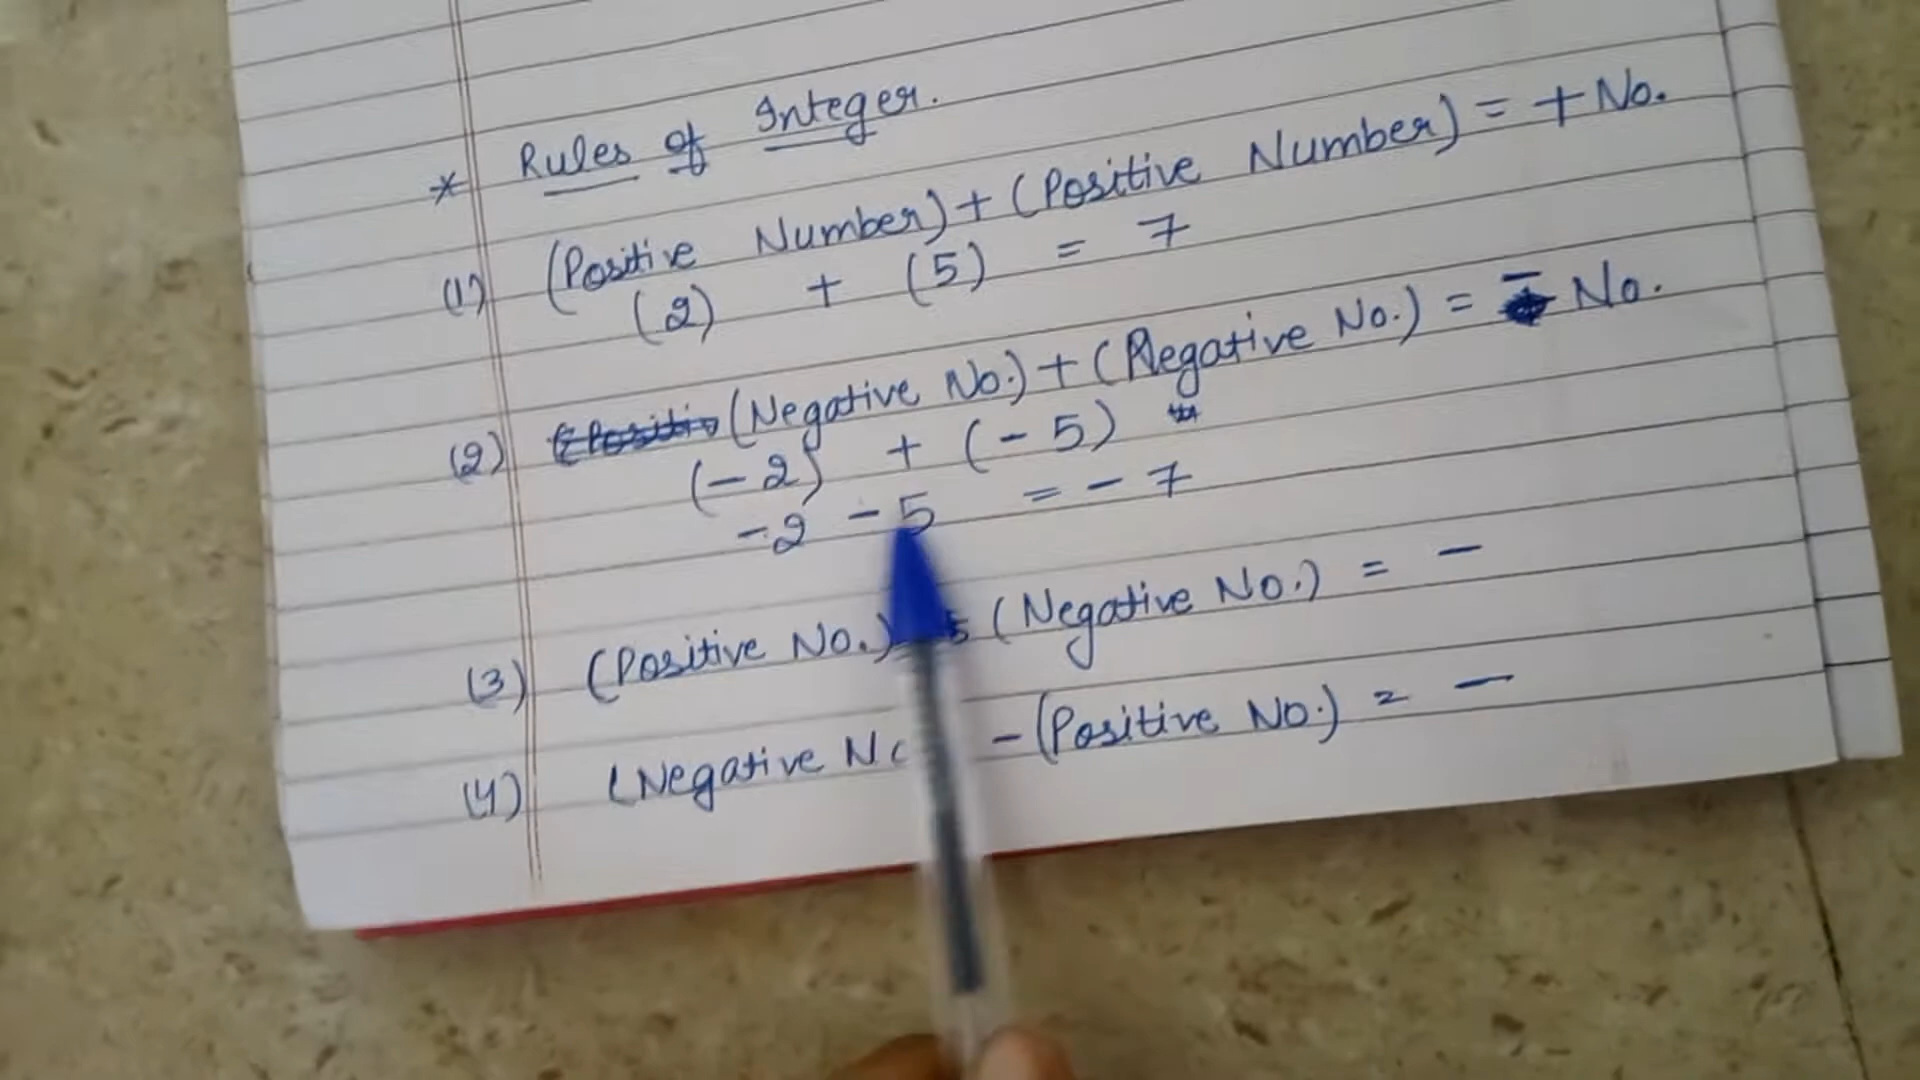 * Rules of Integer.
(1) (Positive Number) + (Positive Number) = + No.
(2) + (5) = 7
(2) (Negative No.) + (Negative No.) = - No.
(-2) + (-5)
-2 -5 = -7
(3) (Positive No.) (Negative No.) = -
(4) (Negative - (Positive No.) = -